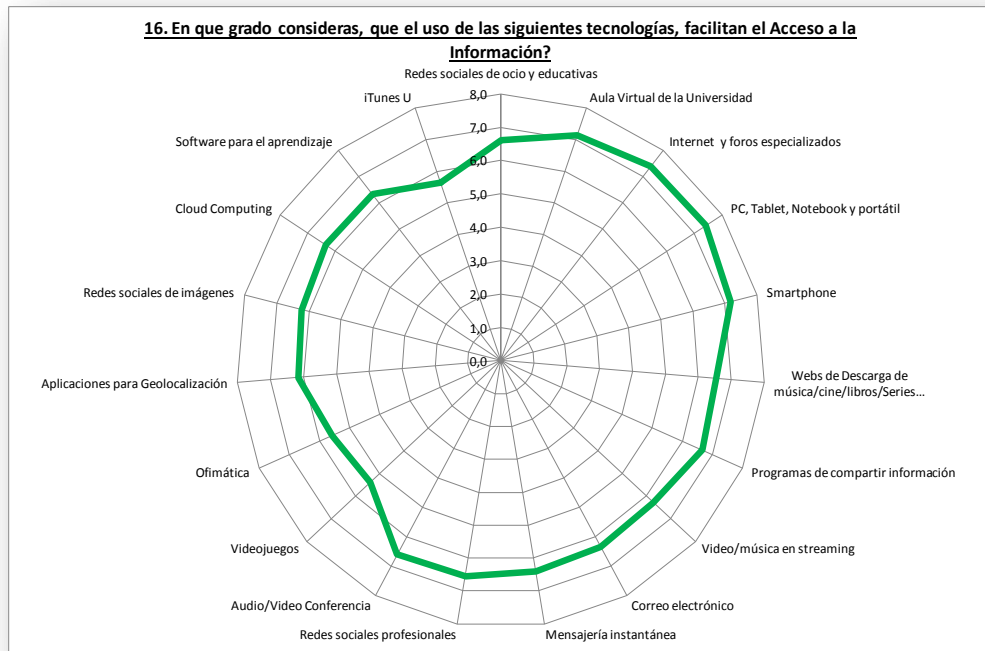 16. En que grado consideras, que el uso de las siguientes tecnologías, facilitan el Acceso a la
Información?
Redes sociales de ocio y educativas
Aula Virtual de la Universidad
Internet y foros especializados
PC, Tablet, Notebook y portátil
Smartphone
Webs de Descarga de
música/cine/libros/Series...
Programas de compartir información
Video/música en streaming
Correo electrónico
Mensajería instantánea
Redes sociales profesionales
Audio/Video Conferencia
Videojuegos
Ofimática
Aplicaciones para Geolocalización
Redes sociales de imágenes
Cloud Computing
Software para el aprendizaje
iTunes U
8,0
7,0
6,0
5,0
4,0
3,0
2,0
1,0
0,0